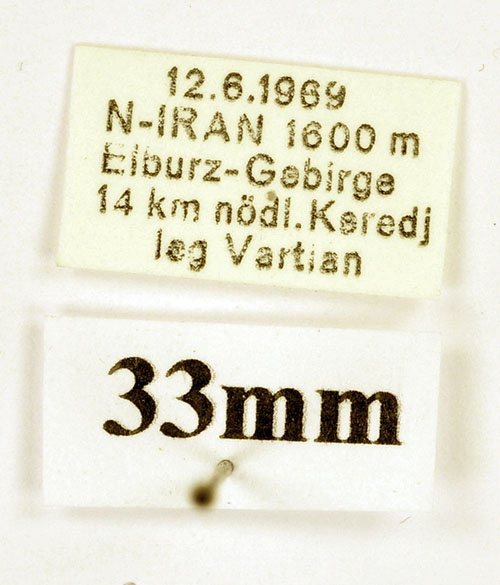 12.6.1969
N-IRAN 1600 m
Elburz-Gebirge
14 km nödl. Keredj
leg Vartian
33mm